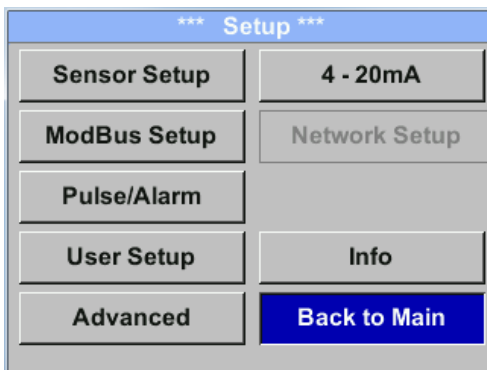 *** Setup ***
Sensor Setup
4 - 20mA
ModBus Setup
Network Setup
Pulse/Alarm
User Setup
Info
Advanced
Back to Main